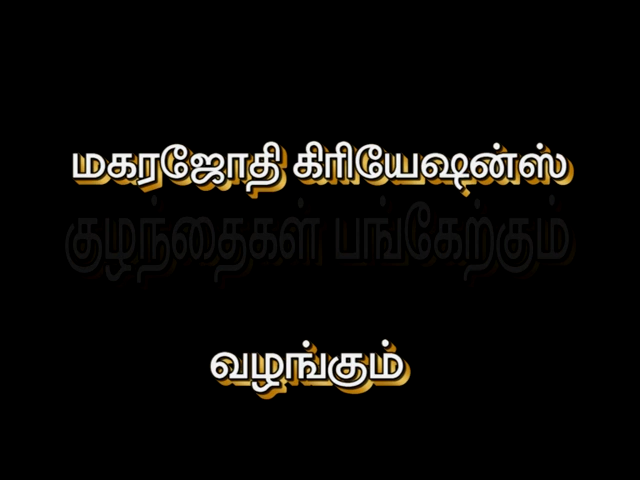 மகரஜோதி கிரியேஷன்ஸ்
குழந்தைகள் பங்கேற்கும்
வழங்கும்